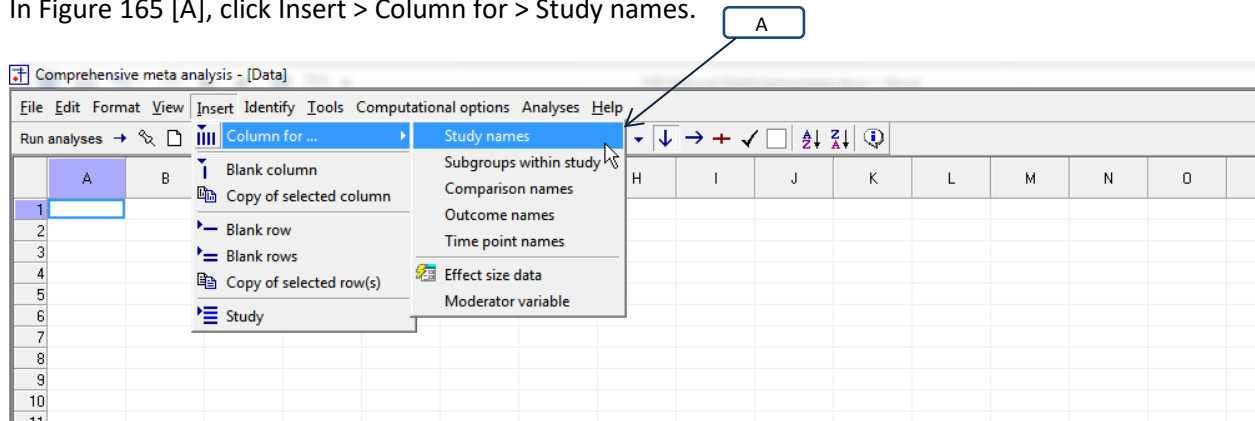 In Figure 165 [A], click Insert > Column for > Study names.
A
Comprehensive meta analysis - [Data]
File Edit Format View Insert Identify Tools Computational options Analyses Help
Run analyses
Column for ...
Study names
Blank column
Subgroups within study
Copy of selected column
Comparison names
Outcome names
Blank row
Time point names
Blank rows
Copy of selected row(s)
Effect size data
Moderator variable
Study
A B H I J K L M N O
1
2
3
4
5
6
7
8
9
10
11